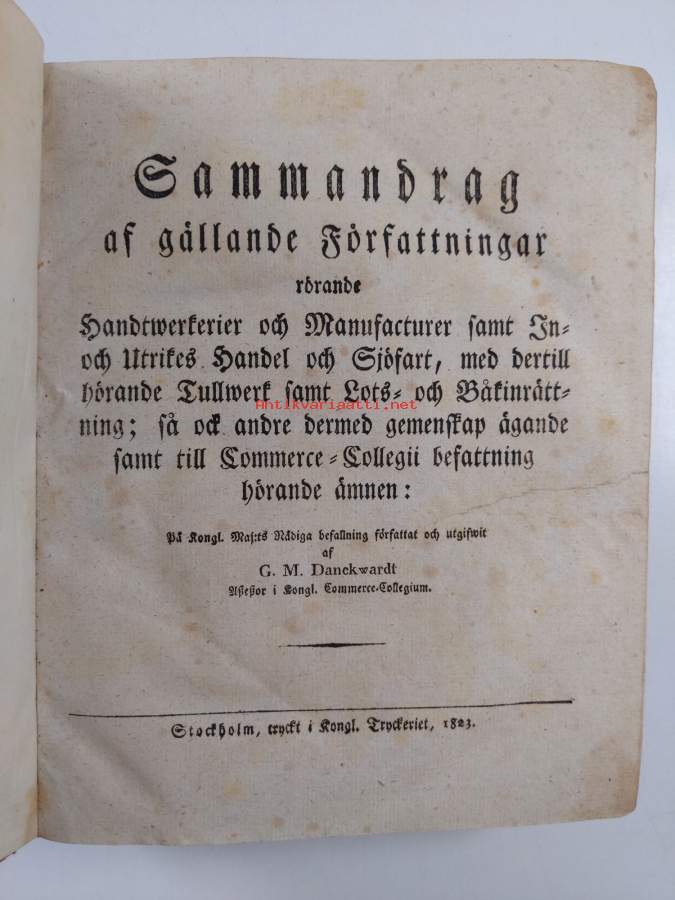 Sammandrag
af gällande Författningar
rörande
Handtwerkerier och Manufacturer samt In-
och Utrikes Handel och Sjöfart, med dertill
hörande Tullwerk samt Lots- och Båkinrätt-
Antikvariaatti.net
ning; så ock andre dermed gemenskap ägande
samt till Commerce-Collegii befattning
hörande ämnen:
På Kongl. Maj:ts Nådiga befallning författat och utgifwit
af
G. M. Danckwardt
Assessor i Kongl. Commerce-Collegium.
Stockholm, tryckt i Kongl. Tryckeriet, 1823.